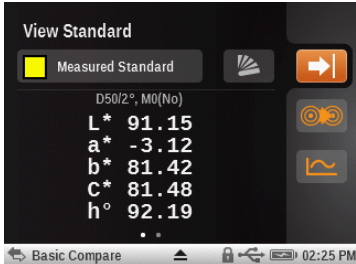 View Standard
Measured Standard
D50/2°, M0(No)
L* 91.15
a* -3.12
b* 81.42
C* 81.48
h° 92.19
Basic Compare 02:25 PM